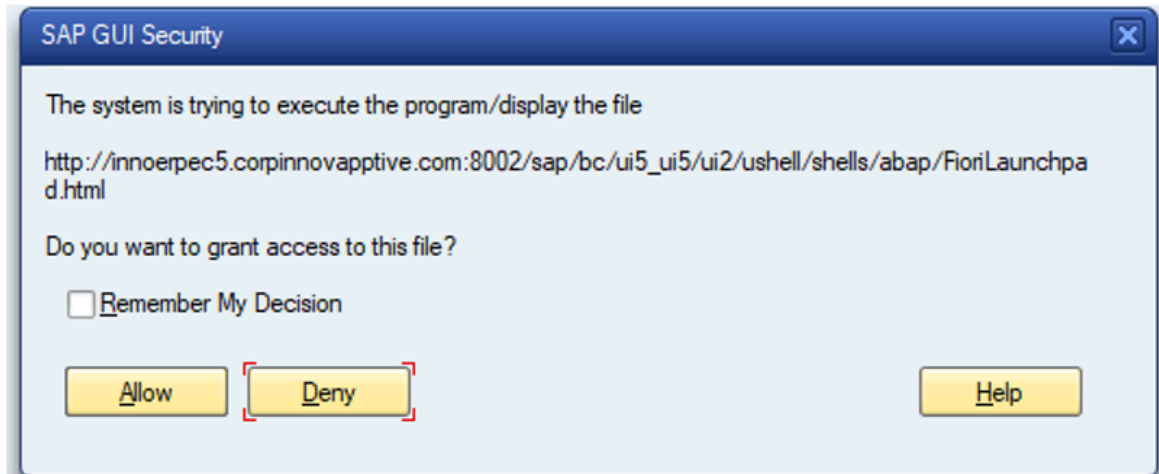 SAP GUI Security
The system is trying to execute the program/display the file
http://innoerpec5.corpinnovapptive.com:8002/sap/bc/ui5_ui5/ui2/ushell/shells/abap/FioriLaunchpa
d.html
Do you want to grant access to this file?
Remember My Decision
Allow Deny Help